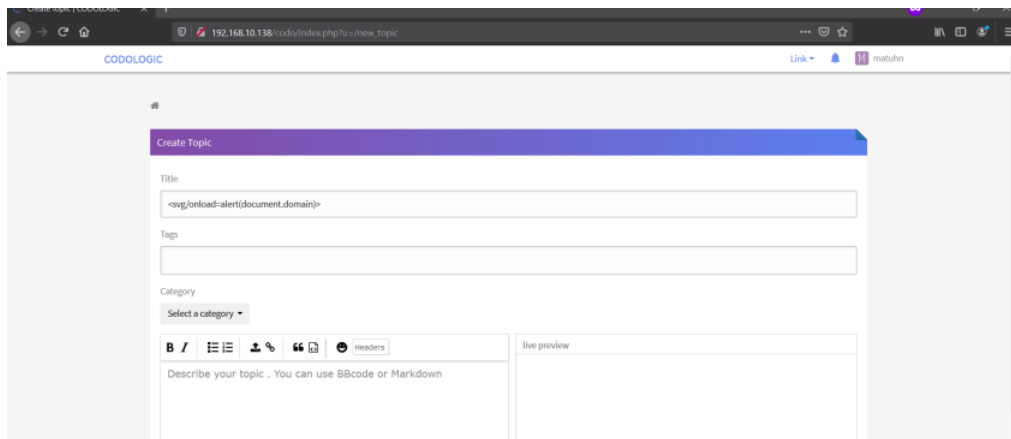 Create topic | CODOLOGIC
192.168.10.138/codo/index.php?u=/new_topic
CODOLOGIC
Link
M matuhn
Create Topic
Title
<svg/onload=alert(document.domain)>
Tags
Category
Select a category
B I Headers
live preview
Describe your topic . You can use BBcode or Markdown